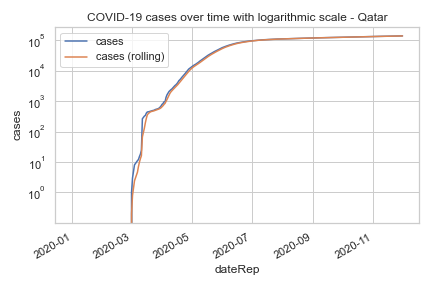 COVID-19 cases over time with logarithmic scale - Qatar
cases
cases (rolling)
10^5
10^4
10^3
10^2
10^1
10^0
cases
2020-01
2020-03
2020-05
2020-07
2020-09
2020-11
dateRep